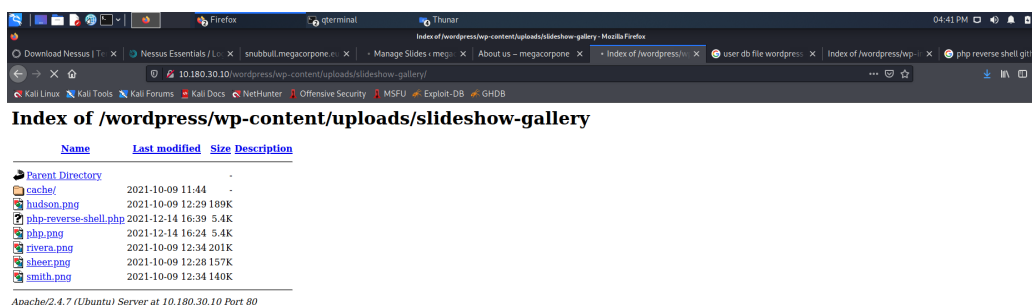 Firefox qterminal Thunar 04:41 PM
Index of /wordpress/wp-content/uploads/slideshow-gallery - Mozilla Firefox
Download Nessus | Te Nessus Essentials / Lo snubbull.megacorpone.eu Manage Slides ‹ mega About us – megacorpone Index of /wordpress/w user db file wordpress Index of /wordpress/wp-i php reverse shell gith
10.180.30.10/wordpress/wp-content/uploads/slideshow-gallery/
Kali Linux Kali Tools Kali Forums Kali Docs NetHunter Offensive Security MSFU Exploit-DB GHDB
Index of /wordpress/wp-content/uploads/slideshow-gallery
Name Last modified Size Description
Parent Directory -
cache/ 2021-10-09 11:44 -
hudson.png 2021-10-09 12:29 189K
php-reverse-shell.php 2021-12-14 16:39 5.4K
php.png 2021-12-14 16:24 5.4K
rivera.png 2021-10-09 12:34 201K
sheer.png 2021-10-09 12:28 157K
smith.png 2021-10-09 12:34 140K
Apache/2.4.7 (Ubuntu) Server at 10.180.30.10 Port 80